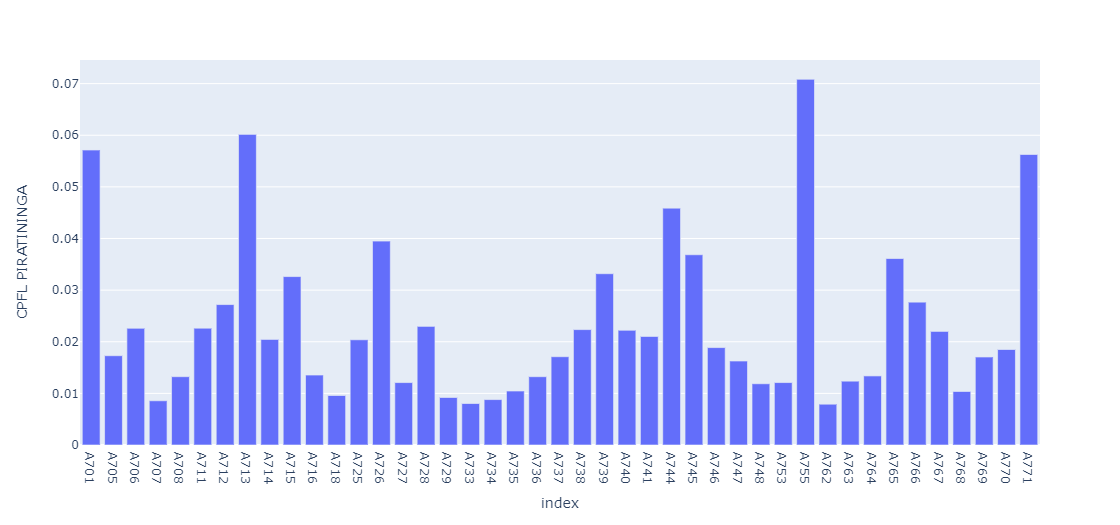 CPFL PIRATININGA
0.07
0.06
0.05
0.04
0.03
0.02
0.01
0
A701
A705
A706
A707
A708
A711
A712
A713
A714
A715
A716
A718
A725
A726
A727
A728
A729
A733
A734
A735
A736
A737
A738
A739
A740
A741
A744
A745
A746
A747
A748
A753
A755
A762
A763
A764
A765
A766
A767
A768
A769
A770
A771
index